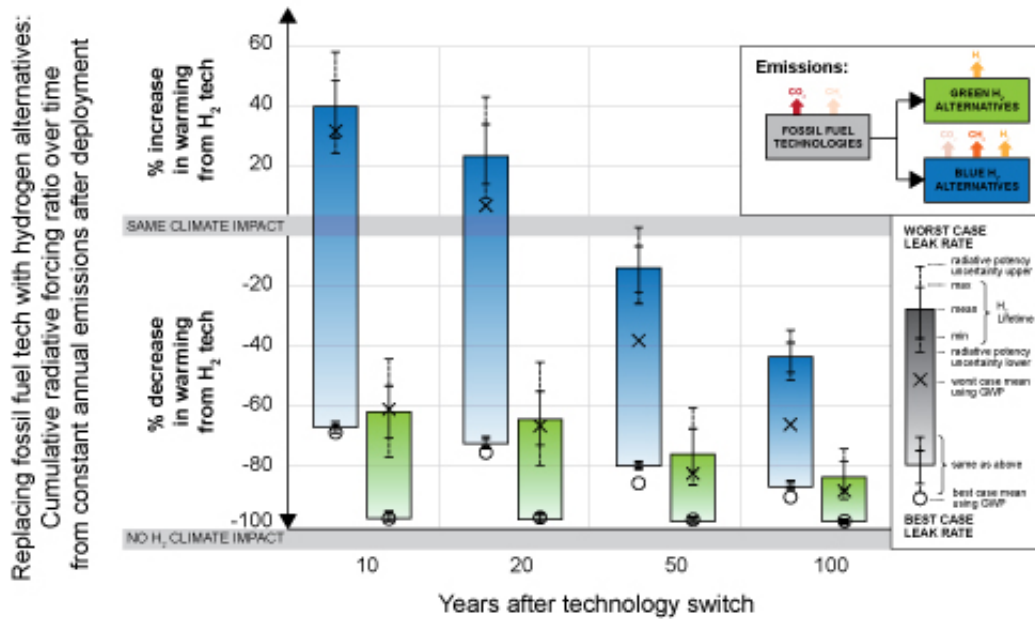 Replacing fossil fuel tech with hydrogen alternatives:
Cumulative radiative forcing ratio over time
from constant annual emissions after deployment
% increase
in warming
from H₂ tech
% decrease
in warming
from H₂ tech
60
40
20
SAME CLIMATE IMPACT
-20
-40
-60
-80
-100
NO H₂ CLIMATE IMPACT
10
20
50
100
Years after technology switch
Emissions:
CO₂
CH₄
FOSSIL FUEL
TECHNOLOGIES
H₂
GREEN H₂
ALTERNATIVES
CO₂
CH₄
H₂
BLUE H₂
ALTERNATIVES
WORST CASE
LEAK RATE
radiative potency
uncertainty upper
max
mean
H₂
Lifetime
min
radiative potency
uncertainty lower
worst case mean
using GWP
same as above
best case mean
using GWP
BEST CASE
LEAK RATE